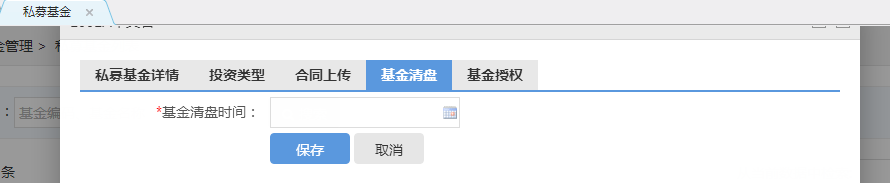 私募基金 ×
金管理 >
私募基金详情 投资类型 合同上传 基金清盘 基金授权
: 基金编
*基金清盘时间：
保存 取消
条